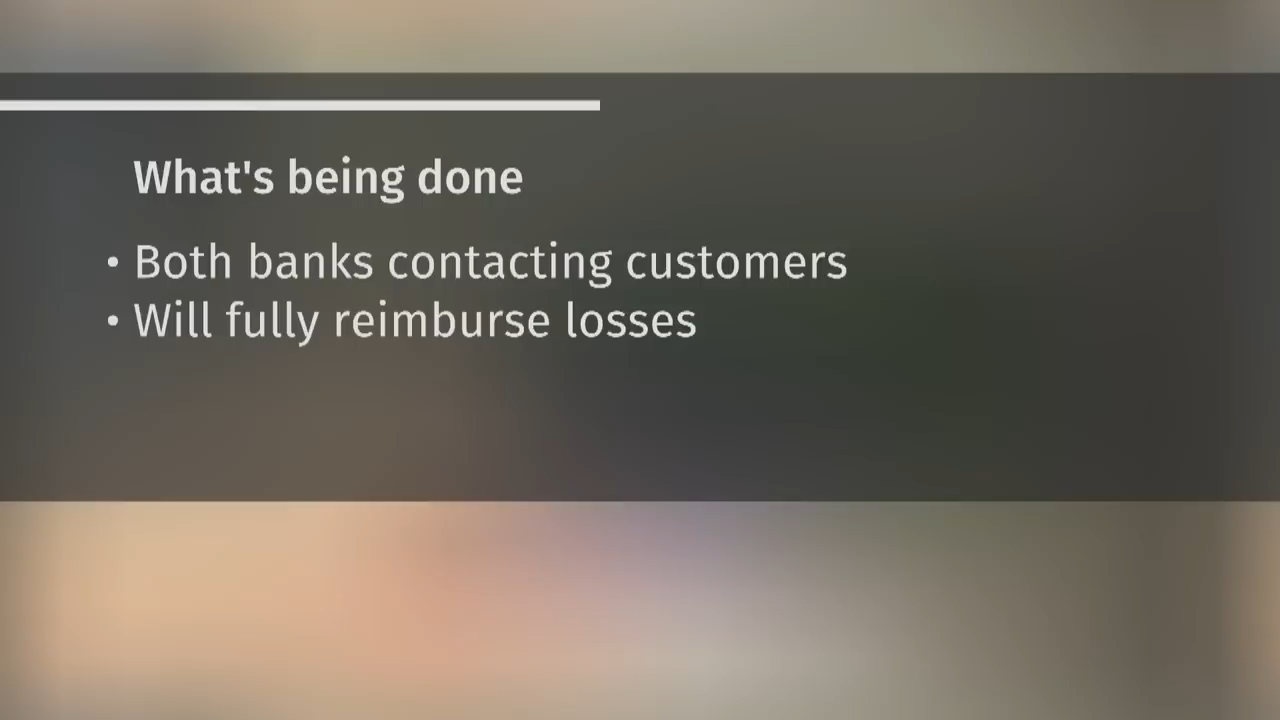 What's being done
• Both banks contacting customers
• Will fully reimburse losses